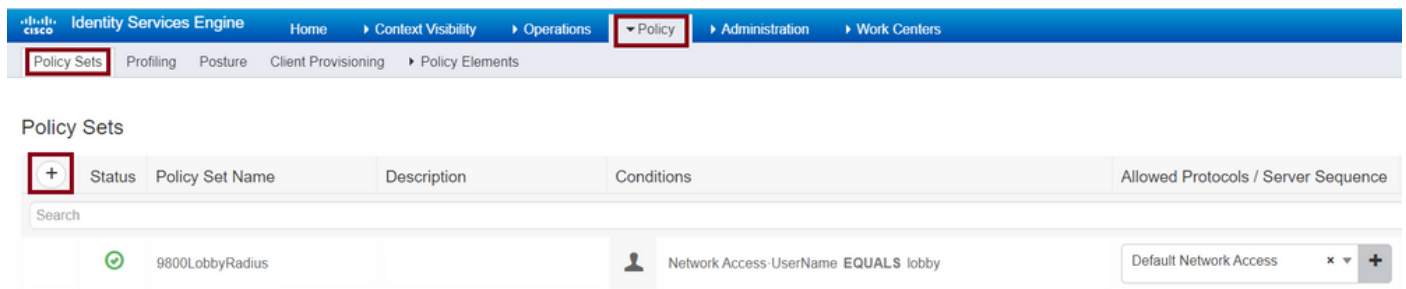 cisco Identity Services Engine Home Context Visibility Operations Policy Administration Work Centers
Policy Sets Profiling Posture Client Provisioning Policy Elements
Policy Sets
+ Status Policy Set Name Description Conditions Allowed Protocols / Server Sequence
Search
9800LobbyRadius Network Access·UserName EQUALS lobby Default Network Access × +